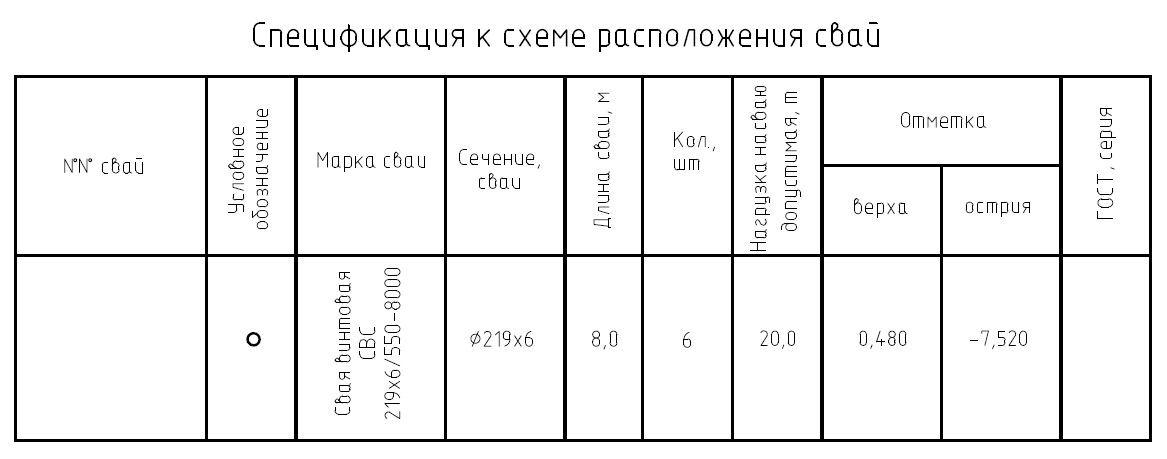 Спецификация к схеме расположения свай
N°N° свай
Условное
обозначение
Марка сваи
Сечение,
сваи
Длина сваи, м
Кол.,
шт
Нагрузка на сваю
допустимая, т
Отметка
верха
острия
ГОСТ, серия
Свая винтовая
СВС
219х6/550-8000
Ø219х6
8,0
6
20,0
0,480
-7,520